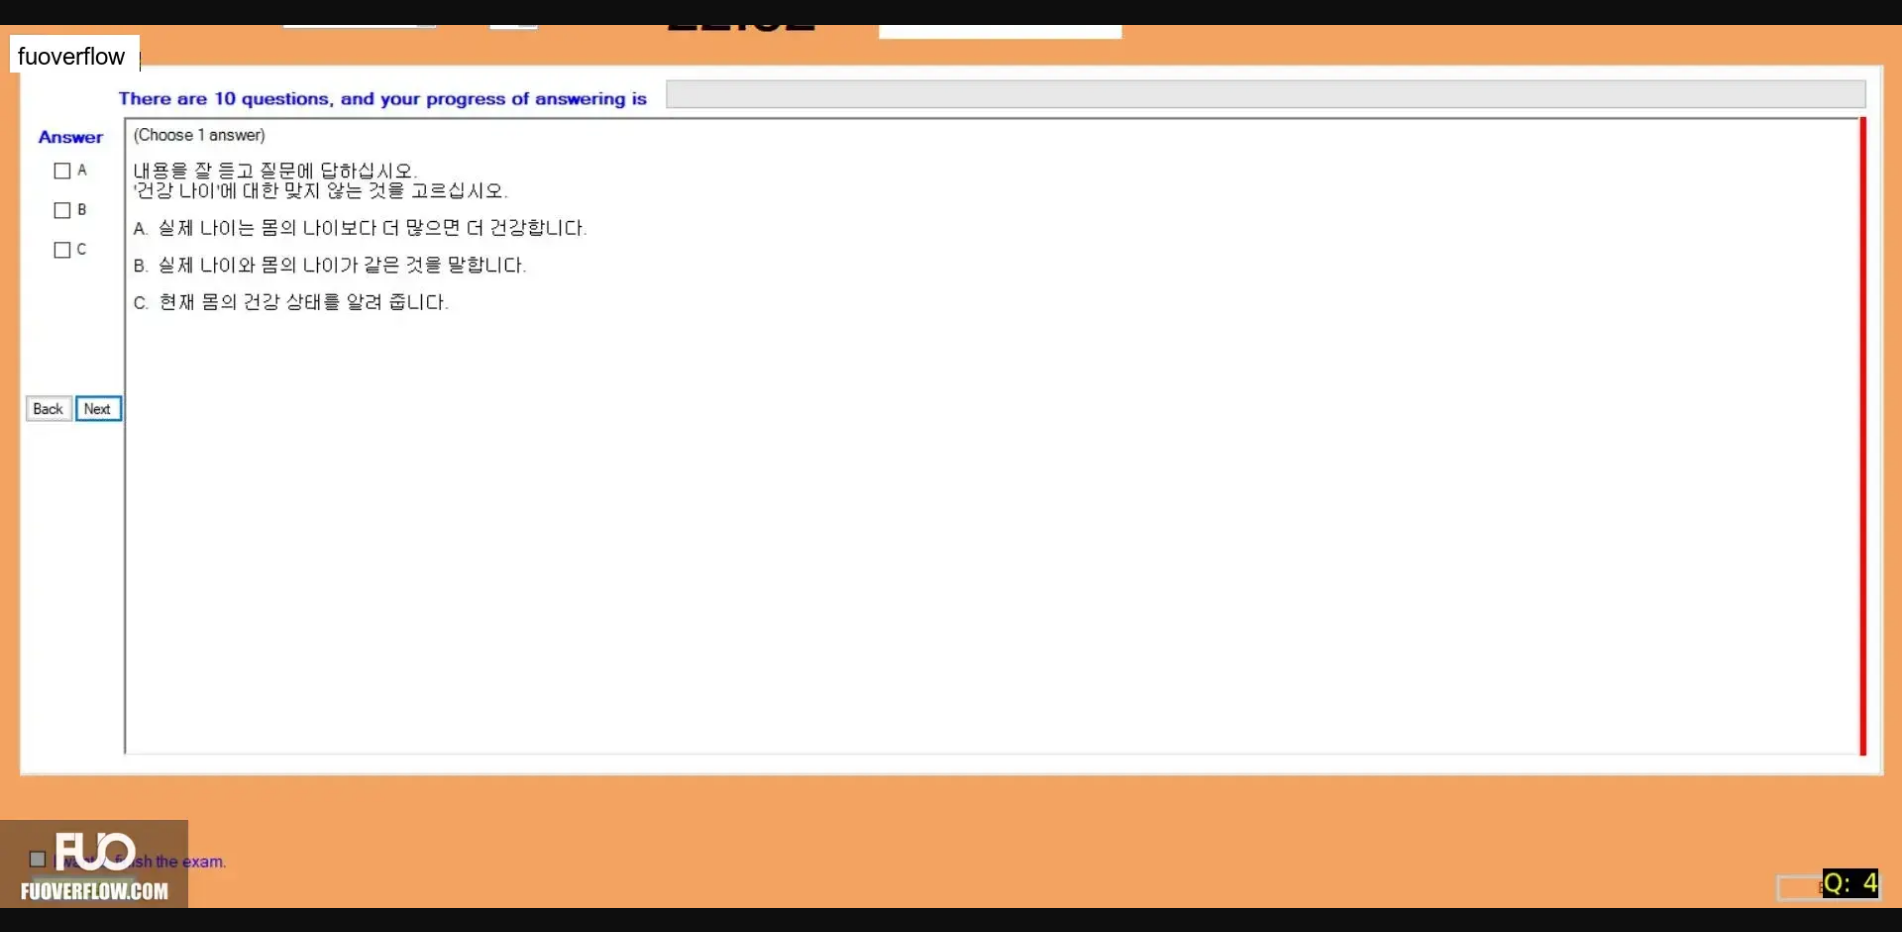 fuoverflow
There are 10 questions, and your progress of answering is
Answer
(Choose 1 answer)
A
B
C
내용을 잘 듣고 질문에 답하십시오.
'건강 나이'에 대한 맞지 않는 것을 고르십시오.
A. 실제 나이는 몸의 나이보다 더 많으면 더 건강합니다.
B. 실제 나이와 몸의 나이가 같은 것을 말합니다.
C. 현재 몸의 건강 상태를 알려 줍니다.
Back Next
FUO
the exam.
FUOVERFLOW.COM
Q: 4